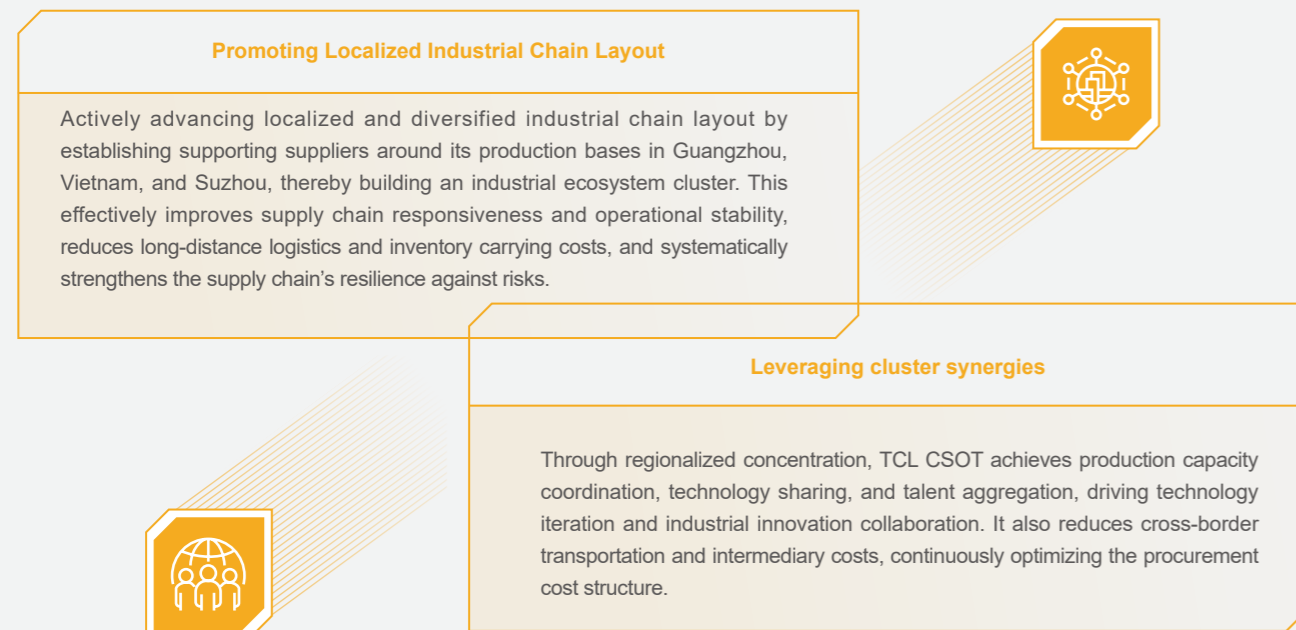 Promoting Localized Industrial Chain Layout
Actively advancing localized and diversified industrial chain layout by
establishing supporting suppliers around its production bases in Guangzhou,
Vietnam, and Suzhou, thereby building an industrial ecosystem cluster. This
effectively improves supply chain responsiveness and operational stability,
reduces long-distance logistics and inventory carrying costs, and systematically
strengthens the supply chain’s resilience against risks.
Leveraging cluster synergies
Through regionalized concentration, TCL CSOT achieves production capacity
coordination, technology sharing, and talent aggregation, driving technology
iteration and industrial innovation collaboration. It also reduces cross-border
transportation and intermediary costs, continuously optimizing the procurement
cost structure.